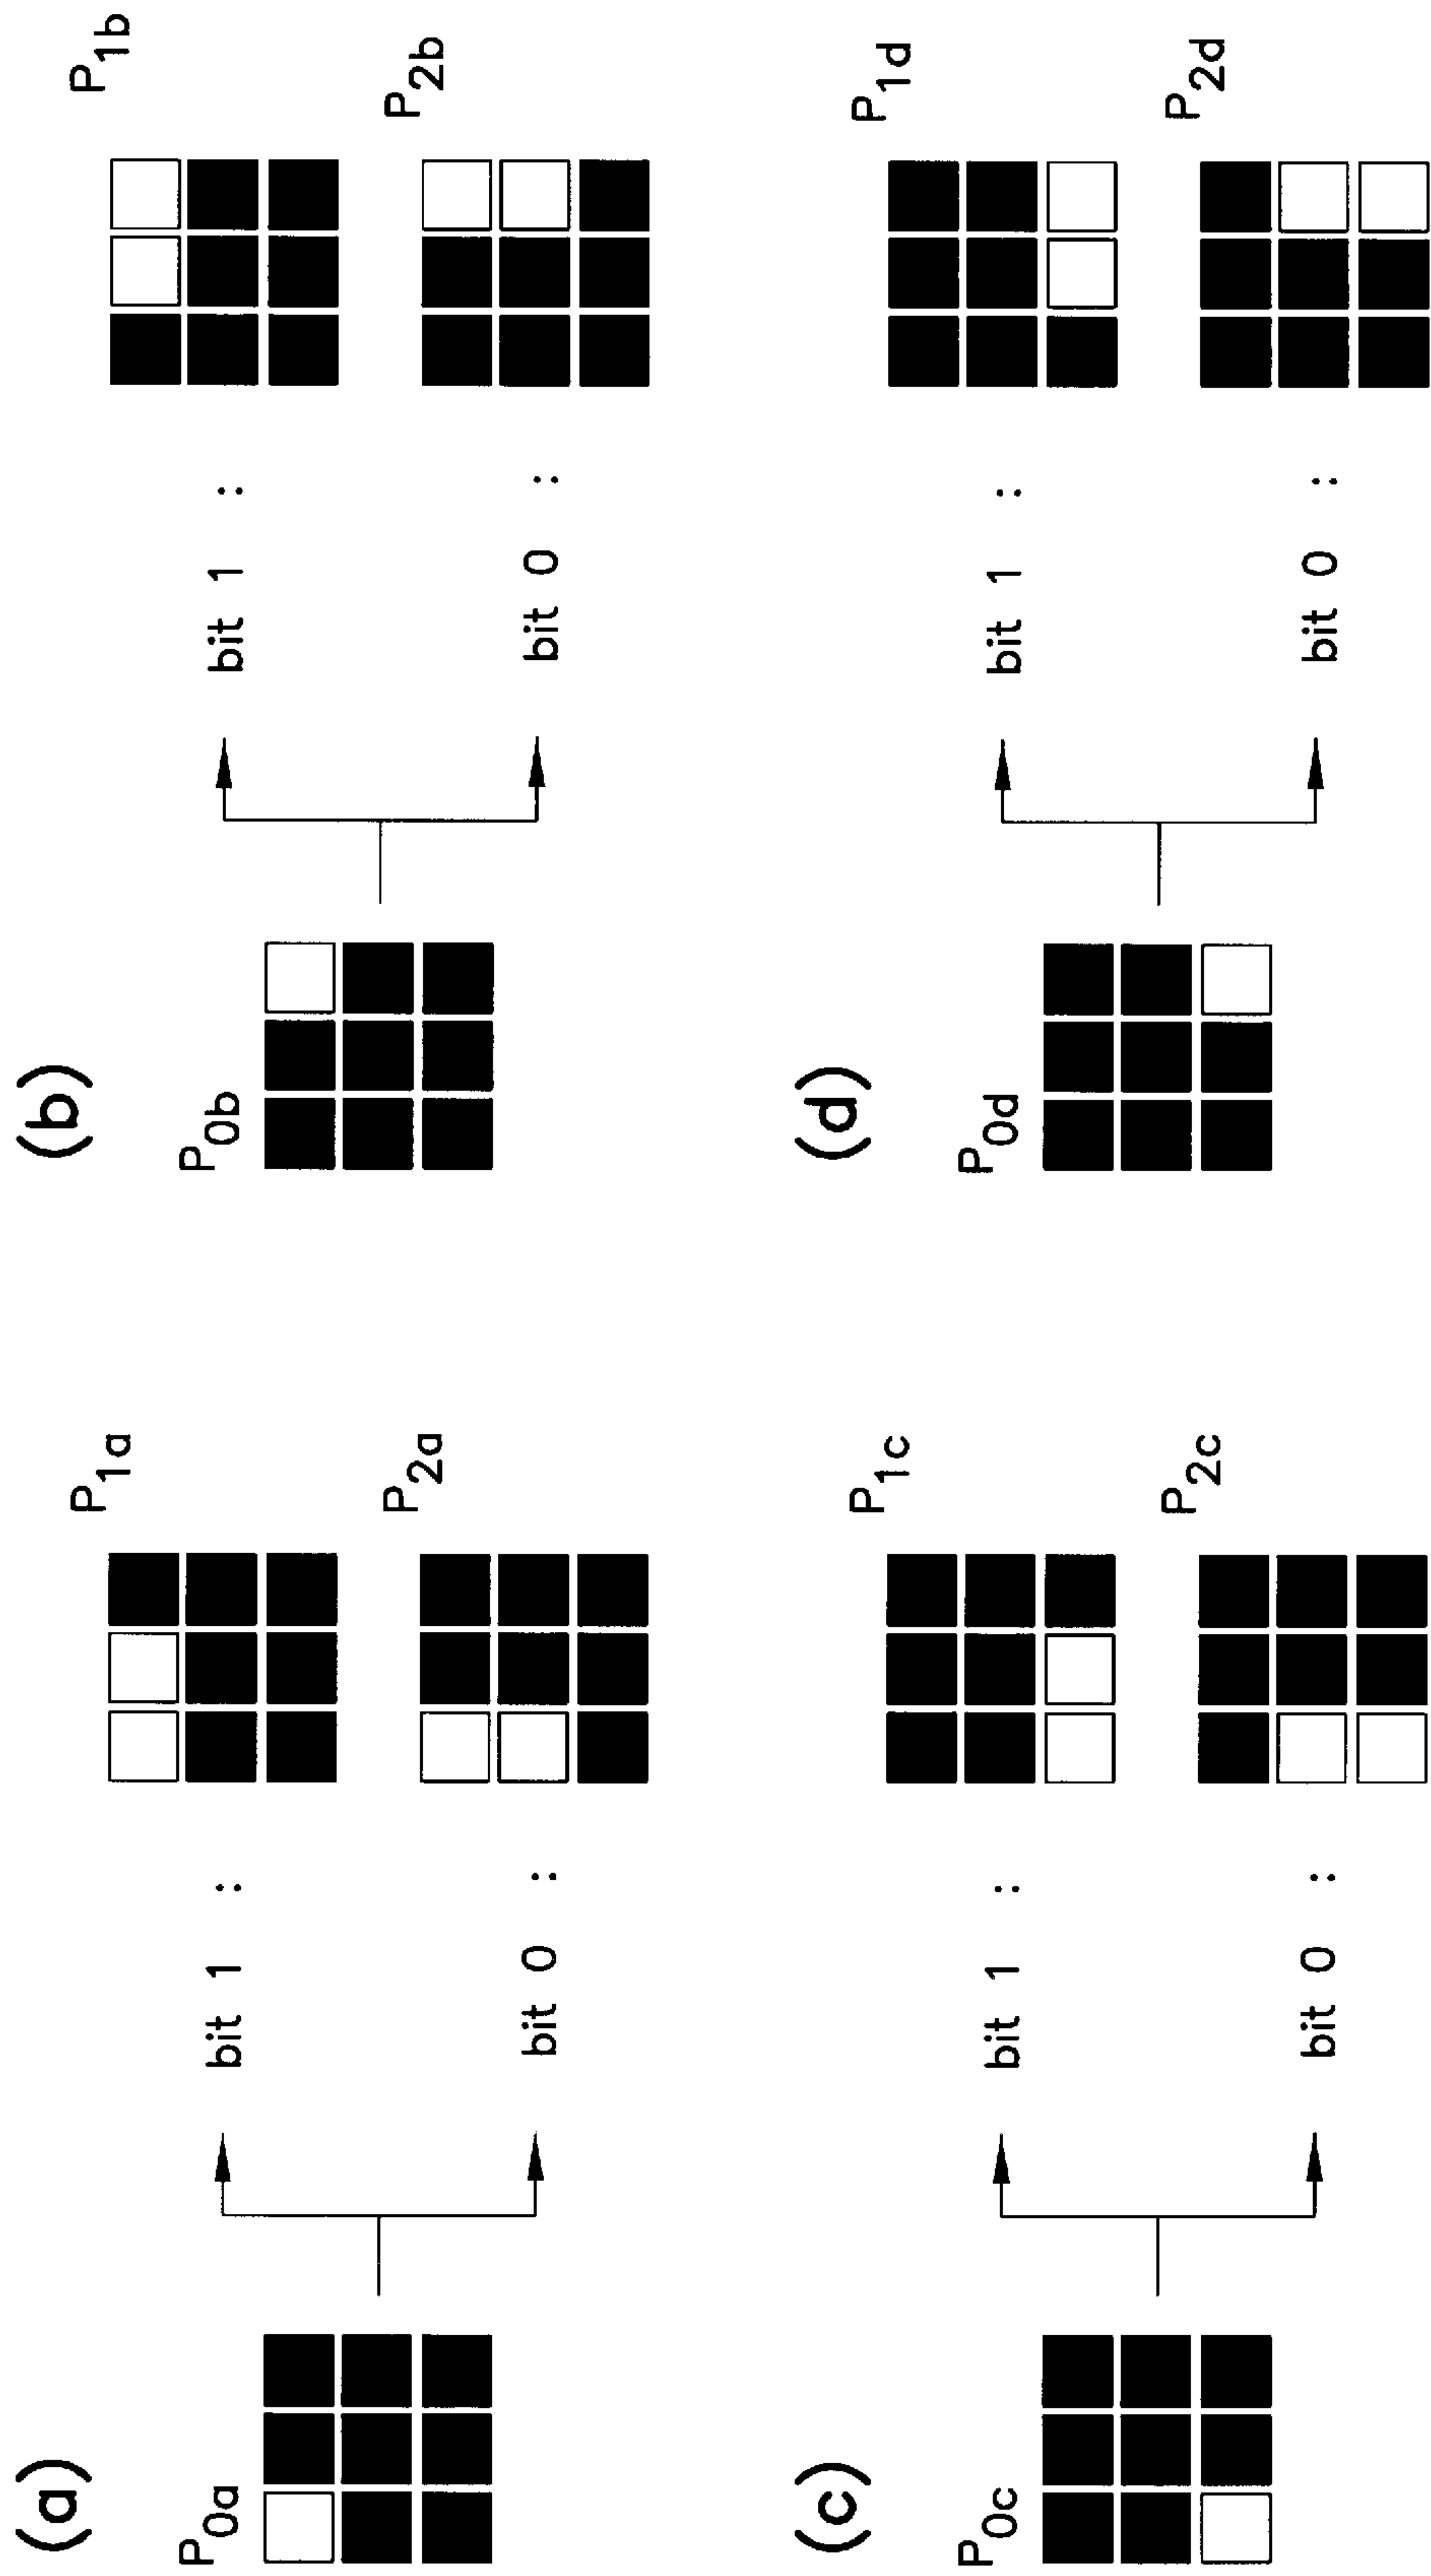 (a)
P0a
bit 1 :
P1a
bit 0 :
P2a
(b)
P0b
bit 1 :
P1b
bit 0 :
P2b
(c)
P0c
bit 1 :
P1c
bit 0 :
P2c
(d)
P0d
bit 1 :
P1d
bit 0 :
P2d